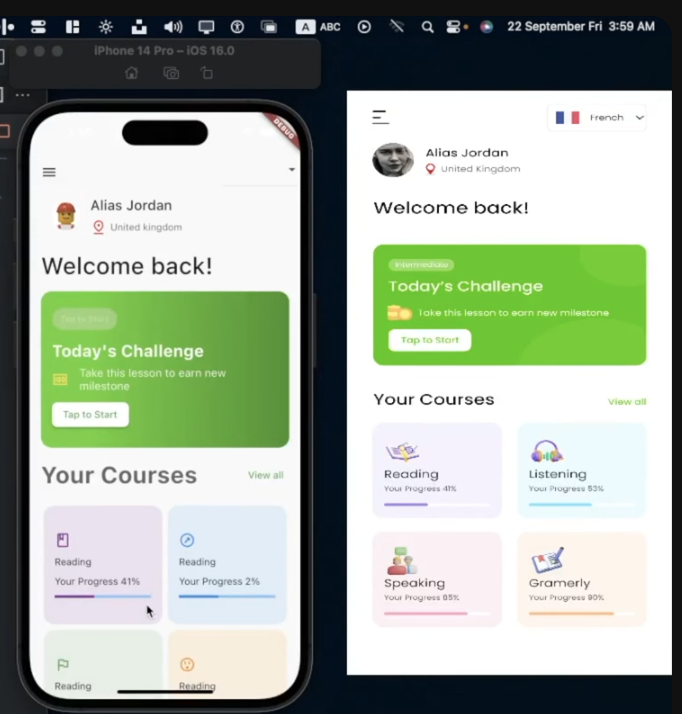 A ABC
22 September Fri 3:59 AM
iPhone 14 Pro – iOS 16.0
DEBUG
Alias Jordan
United kingdom
Welcome back!
Tap to Start
Today's Challenge
Take this lesson to earn new
milestone
Tap to Start
Your Courses
View all
Reading
Your Progress 41%
Reading
Your Progress 2%
Reading
Reading
French
Alias Jordan
United Kingdom
Welcome back!
Intermediate
Today's Challenge
Take this lesson to earn new milestone
Tap to Start
Your Courses
View all
Reading
Your Progress 41%
Listening
Your Progress 53%
Speaking
Your Progress 65%
Gramerly
Your Progress 90%